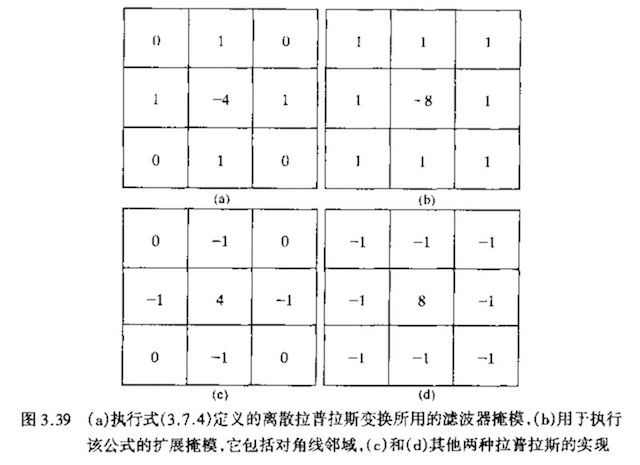 0 1 0 1 1 1
1 -4 1 1 -8 1
0 1 0 1 1 1
(a) (b)
0 -1 0 -1 -1 -1
-1 4 -1 -1 8 -1
0 -1 0 -1 -1 -1
(c) (d)
图 3.39 (a)执行式(3.7.4)定义的离散拉普拉斯变换所用的滤波器掩模,(b)用于执行
该公式的扩展掩模,它包括对角线邻域,(c)和(d)其他两种拉普拉斯的实现